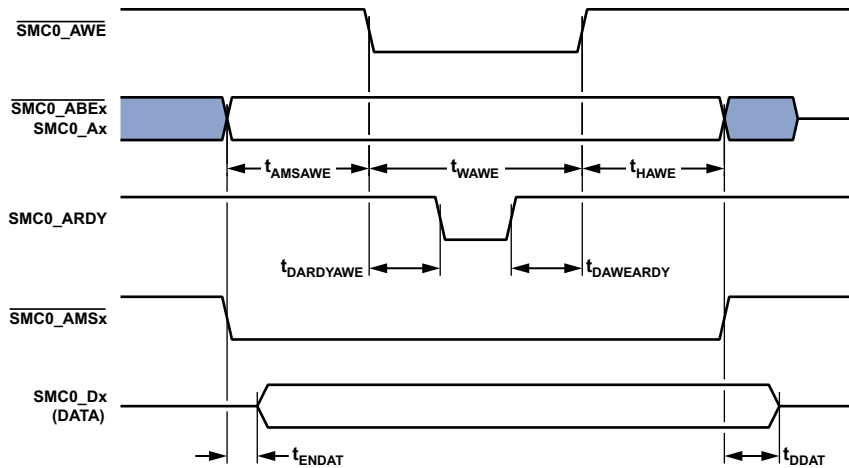 SMC0_AWE
SMC0_ABEx
SMC0_Ax
tAMSAWE
tWAWE
tHAWE
SMC0_ARDY
tDARDYAWE
tDAWEARDY
SMC0_AMSx
SMC0_Dx
(DATA)
tENDAT
tDDAT